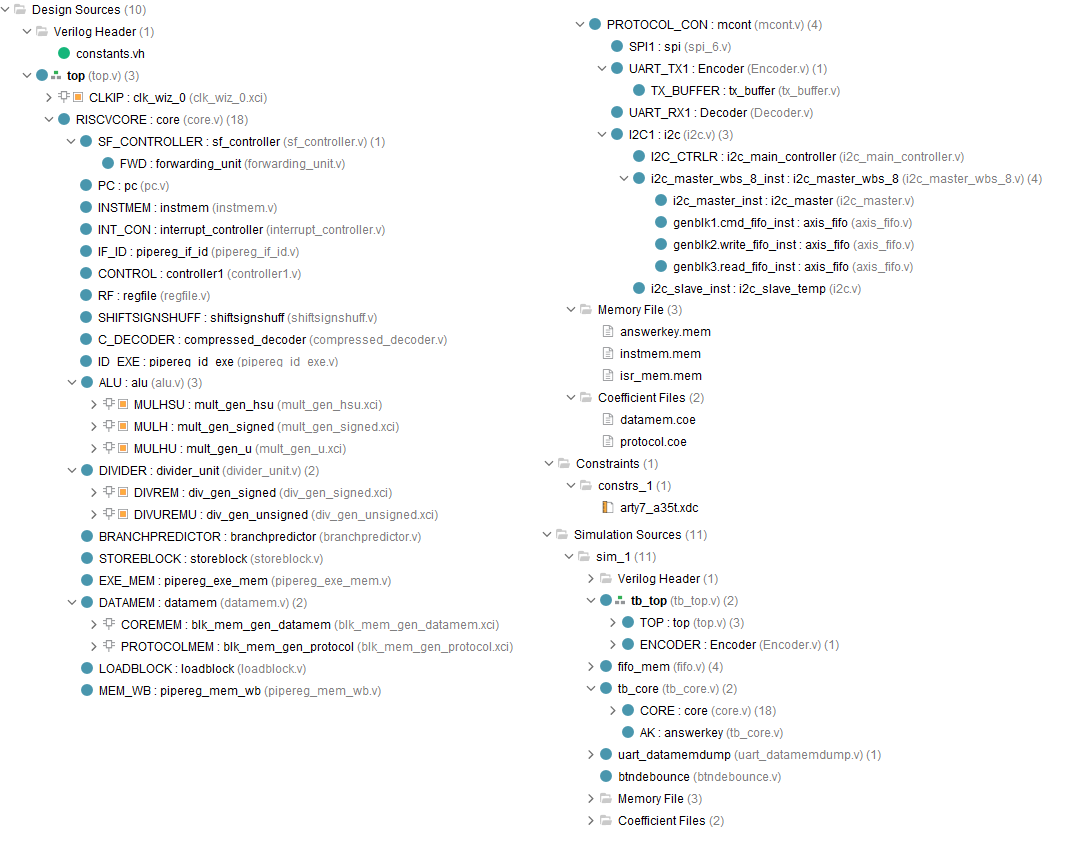 Design Sources (10)
Verilog Header (1)
constants.vh
top (top.v) (3)
CLKIP : clk_wiz_0 (clk_wiz_0.xci)
RISCVCORE : core (core.v) (18)
SF_CONTROLLER : sf_controller (sf_controller.v) (1)
FWD : forwarding_unit (forwarding_unit.v)
PC : pc (pc.v)
INSTMEM : instmem (instmem.v)
INT_CON : interrupt_controller (interrupt_controller.v)
IF_ID : pipereg_if_id (pipereg_if_id.v)
CONTROL : controller1 (controller1.v)
RF : regfile (regfile.v)
SHIFTSIGNSHUFF : shiftsignshuff (shiftsignshuff.v)
C_DECODER : compressed_decoder (compressed_decoder.v)
ID_EXE : pipereg_id_exe (pipereg_id_exe.v)
ALU : alu (alu.v) (3)
MULHSU : mult_gen_hsu (mult_gen_hsu.xci)
MULH : mult_gen_signed (mult_gen_signed.xci)
MULHU : mult_gen_u (mult_gen_u.xci)
DIVIDER : divider_unit (divider_unit.v) (2)
DIVREM : div_gen_signed (div_gen_signed.xci)
DIVUREMU : div_gen_unsigned (div_gen_unsigned.xci)
BRANCHPREDICTOR : branchpredictor (branchpredictor.v)
STOREBLOCK : storeblock (storeblock.v)
EXE_MEM : pipereg_exe_mem (pipereg_exe_mem.v)
DATAMEM : datamem (datamem.v) (2)
COREMEM : blk_mem_gen_datamem (blk_mem_gen_datamem.xci)
PROTOCOLMEM : blk_mem_gen_protocol (blk_mem_gen_protocol.xci)
LOADBLOCK : loadblock (loadblock.v)
MEM_WB : pipereg_mem_wb (pipereg_mem_wb.v)
PROTOCOL_CON : mcont (mcont.v) (4)
SPI1 : spi (spi_6.v)
UART_TX1 : Encoder (Encoder.v) (1)
TX_BUFFER : tx_buffer (tx_buffer.v)
UART_RX1 : Decoder (Decoder.v)
I2C1 : i2c (i2c.v) (3)
I2C_CTRLR : i2c_main_controller (i2c_main_controller.v)
i2c_master_wbs_8_inst : i2c_master_wbs_8 (i2c_master_wbs_8.v) (4)
i2c_master_inst : i2c_master (i2c_master.v)
genblk1.cmd_fifo_inst : axis_fifo (axis_fifo.v)
genblk2.write_fifo_inst : axis_fifo (axis_fifo.v)
genblk3.read_fifo_inst : axis_fifo (axis_fifo.v)
i2c_slave_inst : i2c_slave_temp (i2c.v)
Memory File (3)
answerkey.mem
instmem.mem
isr_mem.mem
Coefficient Files (2)
datamem.coe
protocol.coe
Constraints (1)
constrs_1 (1)
arty7_a35t.xdc
Simulation Sources (11)
sim_1 (11)
Verilog Header (1)
tb_top (tb_top.v) (2)
TOP : top (top.v) (3)
ENCODER : Encoder (Encoder.v) (1)
fifo_mem (fifo.v) (4)
tb_core (tb_core.v) (2)
CORE : core (core.v) (18)
AK : answerkey (tb_core.v)
uart_datamemdump (uart_datamemdump.v) (1)
btndebounce (btndebounce.v)
Memory File (3)
Coefficient Files (2)